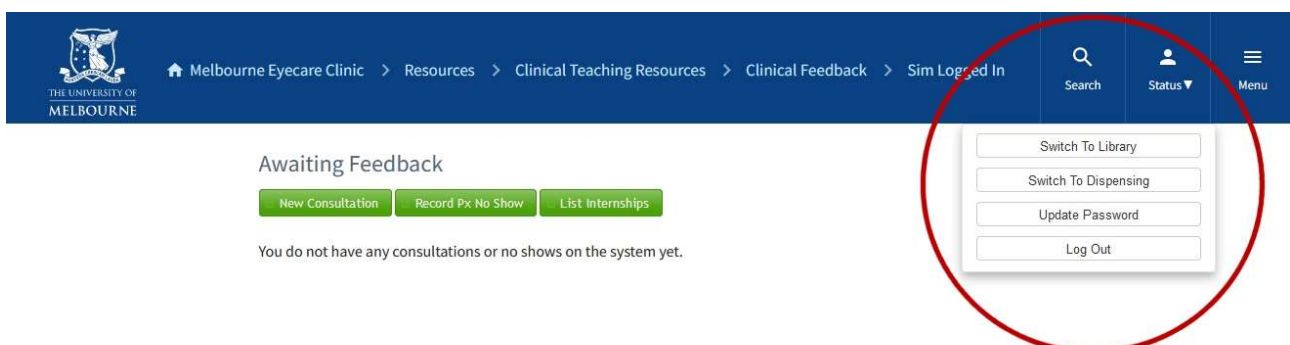 THE UNIVERSITY OF
MELBOURNE
Melbourne Eyecare Clinic > Resources > Clinical Teaching Resources > Clinical Feedback > Sim Logged In
Search
Status▼
Menu
Switch To Library
Switch To Dispensing
Update Password
Log Out
Awaiting Feedback
New Consultation
Record Px No Show
List Internships
You do not have any consultations or no shows on the system yet.